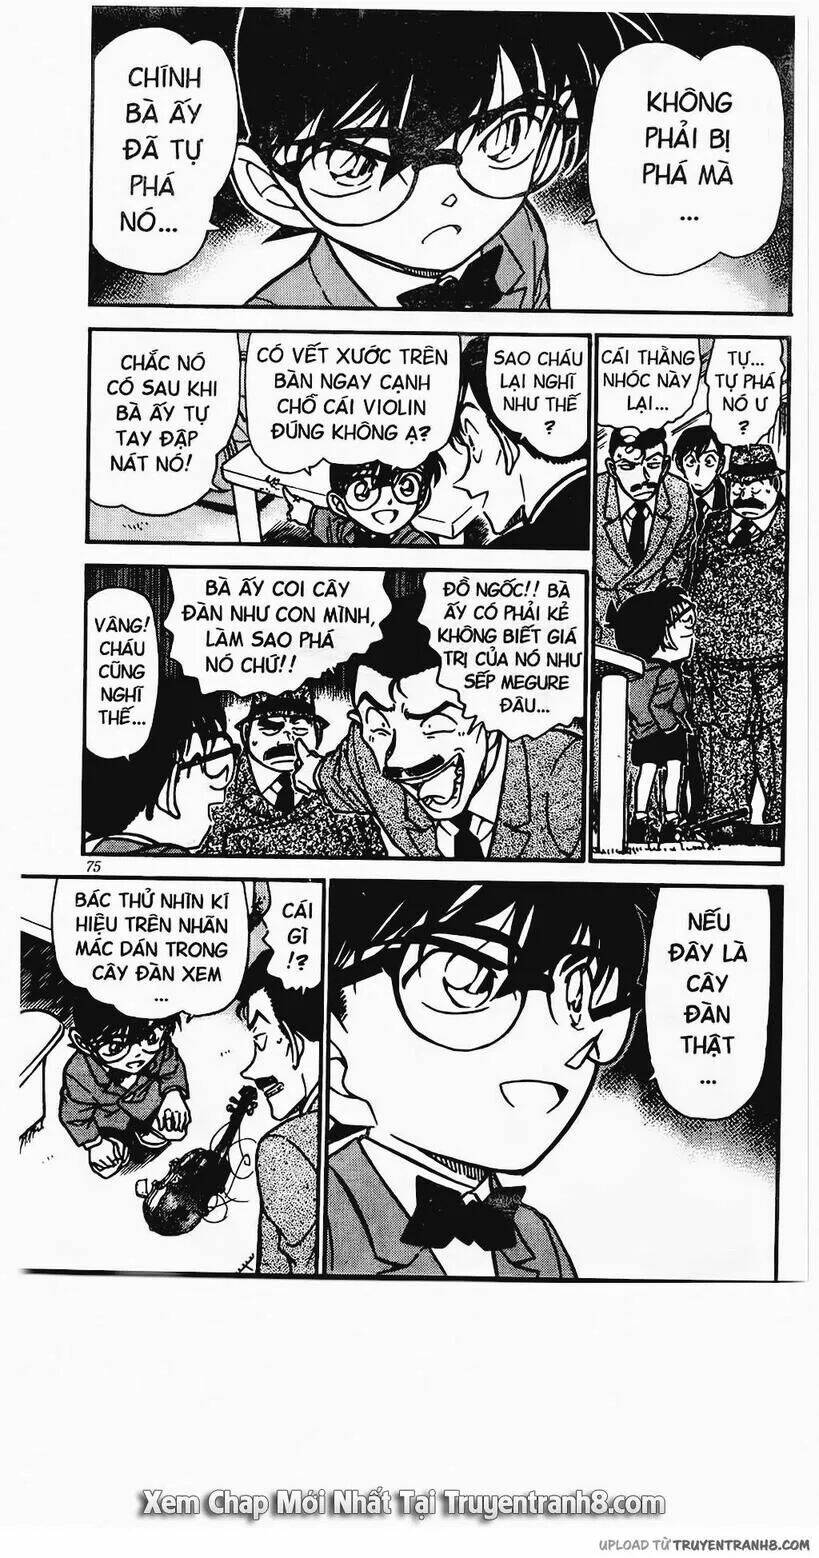 KHÔNG
PHẢI BỊ
PHÁ MÀ
...
CHÍNH
BÀ ẤY
ĐÃ TỰ
PHÁ
NÓ...
TỰ...
TỰ PHÁ
NÓ Ư
?
CÁI THẰNG
NHÓC NÀY
LẠI...
SAO CHÁU
LẠI NGHĨ
NHƯ THẾ
?
CÓ VẾT XƯỚC TRÊN
BÀN NGAY CẠNH
CHỖ CÁI VIOLIN
ĐÚNG KHÔNG Ạ?
CHẮC NÓ
CÓ SAU KHI
BÀ ẤY TỰ
TAY ĐẬP
NÁT NÓ!
ĐỒ NGỐC!! BÀ
ẤY CÓ PHẢI KẺ
KHÔNG BIẾT GIÁ
TRỊ CỦA NÓ NHƯ
SẾP MEGURE
ĐÂU...
BÀ ẤY COI CÂY
ĐÀN NHƯ CON MÌNH,
LÀM SAO PHÁ
NÓ CHỨ!!
VÂNG!
CHÁU
CŨNG
NGHĨ
THẾ...
75
NẾU
ĐÂY LÀ
CÂY
ĐÀN
THẬT
...
CÁI
GÌ
!?
BÁC THỬ NHÌN KÍ
HIỆU TRÊN NHÃN
MÁC DÁN TRONG
CÂY ĐÀN XEM
...
Xem Chap Mới Nhất Tại Truyentranh8.com
UPLOAD TỪ TRUYENTRANH8.COM